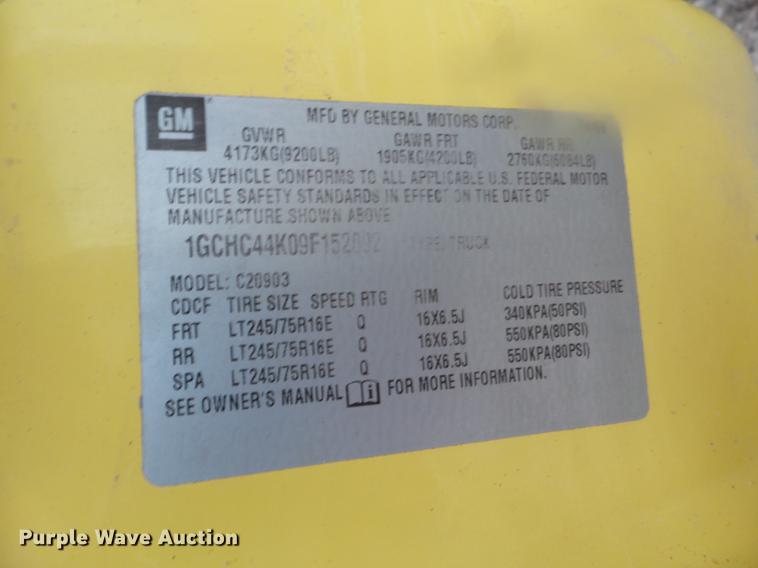 GM
MFD BY GENERAL MOTORS CORP.
GVWR GAWR FRT GAWR RR
4173KG(9200LB) 1905KG(4200LB) 2760KG(6084LB)
THIS VEHICLE CONFORMS TO ALL APPLICABLE U.S. FEDERAL MOTOR
VEHICLE SAFETY STANDARDS IN EFFECT ON THE DATE OF
MANUFACTURE SHOWN ABOVE
TYPE: TRUCK
MODEL: C20903
CDCF TIRE SIZE SPEED RTG RIM COLD TIRE PRESSURE
FRT LT245/75R16E Q 16X6.5J 340KPA(50PSI)
RR LT245/75R16E Q 16X6.5J 550KPA(80PSI)
SPA LT245/75R16E Q 16X6.5J 550KPA(80PSI)
SEE OWNER'S MANUAL i FOR MORE INFORMATION.
Purple Wave Auction